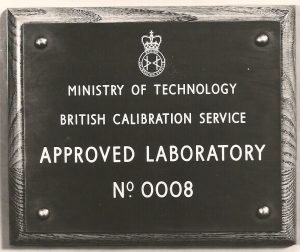 MINISTRY OF TECHNOLOGY
BRITISH CALIBRATION SERVICE
APPROVED LABORATORY
Nº 0008